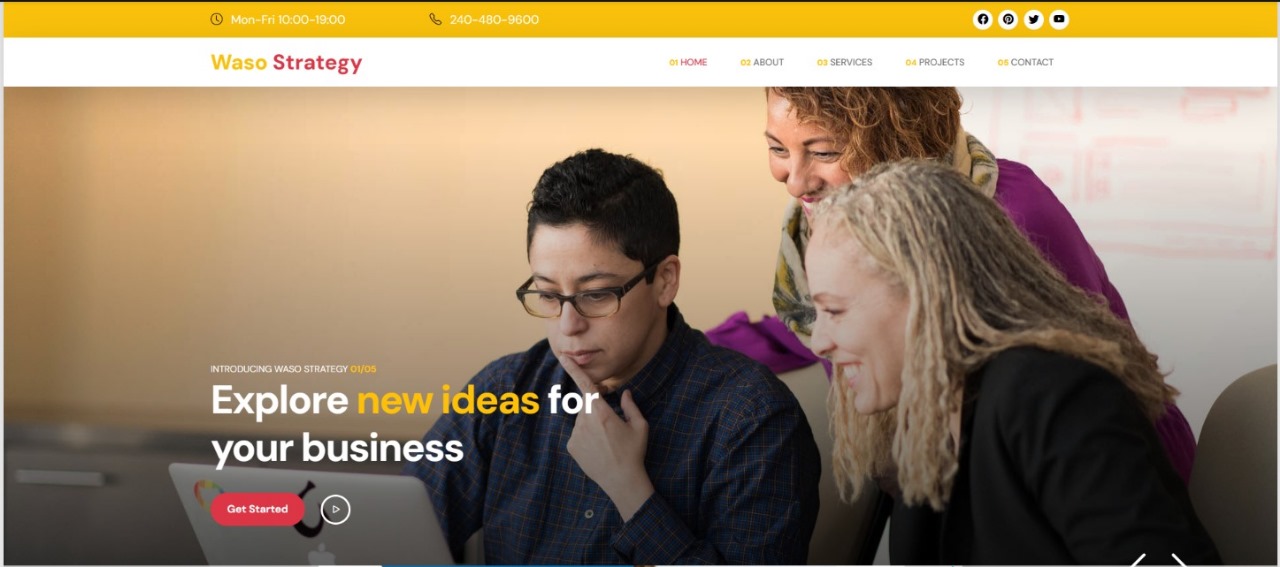 Mon-Fri 10:00-19:00 240-480-9600
Waso Strategy 01 HOME 02 ABOUT 03 SERVICES 04 PROJECTS 05 CONTACT
INTRODUCING WASO STRATEGY 01/05
Explore new ideas for
your business
Get Started